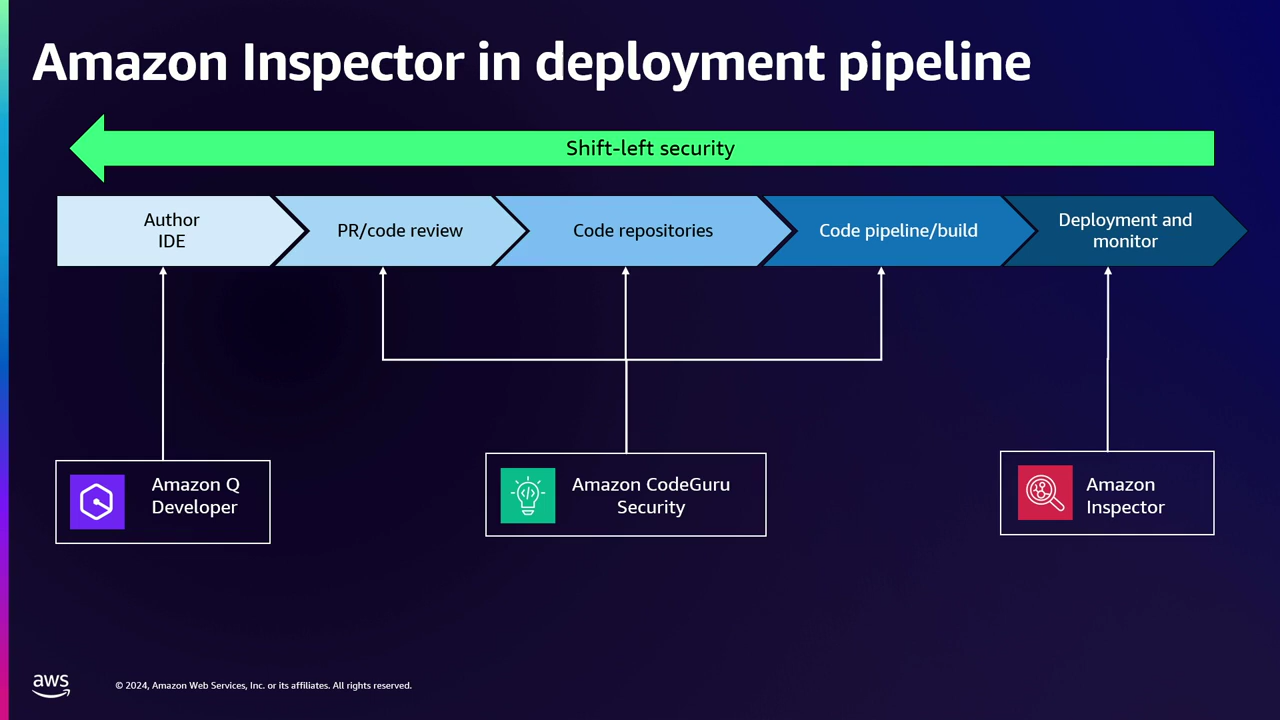 Amazon Inspector in deployment pipeline
Shift-left security
Author
IDE
PR/code review
Code repositories
Code pipeline/build
Deployment and
monitor
Amazon Q
Developer
Amazon CodeGuru
Security
Amazon
Inspector
aws
© 2024, Amazon Web Services, Inc. or its affiliates. All rights reserved.